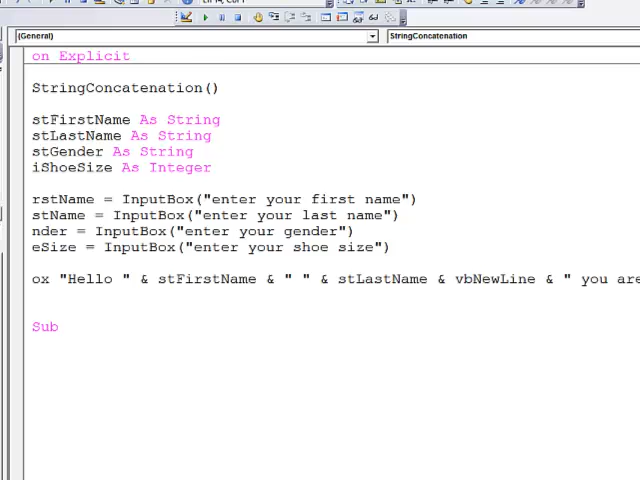 (General)
StringConcatenation
on Explicit
StringConcatenation()
stFirstName As String
stLastName As String
stGender As String
iShoeSize As Integer
rstName = InputBox("enter your first name")
stName = InputBox("enter your last name")
nder = InputBox("enter your gender")
eSize = InputBox("enter your shoe size")
ox "Hello " & stFirstName & " " & stLastName & vbNewLine & " you are
Sub